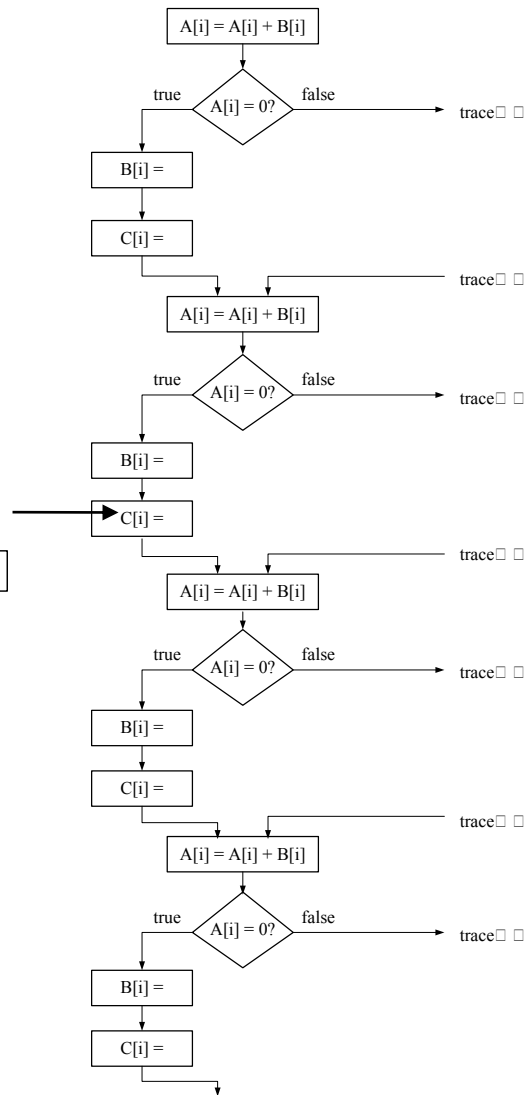 A[i] = A[i] + B[i]
true
A[i] = 0?
false
trace
B[i] =
C[i] =
trace
A[i] = A[i] + B[i]
true
A[i] = 0?
false
trace
B[i] =
C[i] =
trace
A[i] = A[i] + B[i]
true
A[i] = 0?
false
trace
B[i] =
C[i] =
trace
A[i] = A[i] + B[i]
true
A[i] = 0?
false
trace
B[i] =
C[i] =